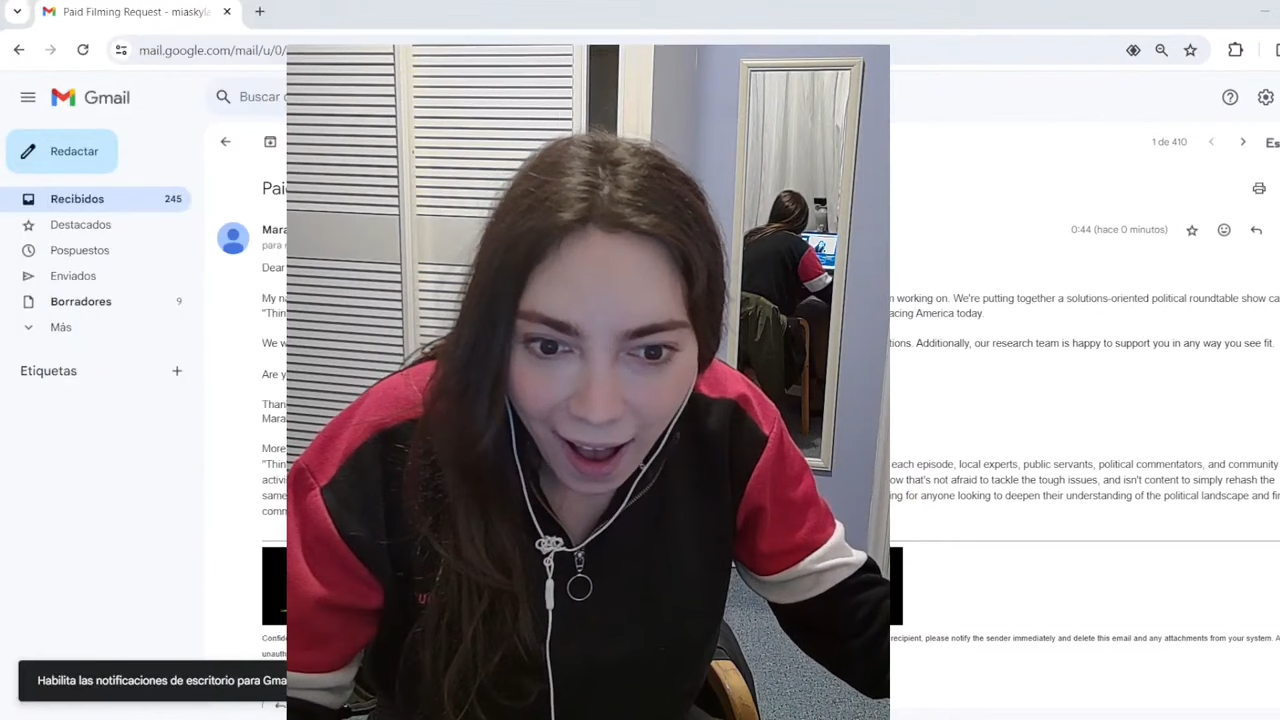 Paid Filming Request - miaskyla
mail.google.com/mail/u/0/
Gmail
Buscar c
Redactar
1 de 410
Es
Recibidos 245
Destacados
Pospuestos
Enviados
Borradores 9
Más
Etiquetas
Pai
Mara
para
0:44 (hace 0 minutos)
Dear
My n
working on. We're putting together a solutions-oriented political roundtable show ca
"Thin
acing America today.
We w
tions. Additionally, our research team is happy to support you in any way you see fit.
Are y
Than
Mara
More
"Thin
each episode, local experts, public servants, political commentators, and community
activis
ow that's not afraid to tackle the tough issues, and isn't content to simply rehash the
same
ng for anyone looking to deepen their understanding of the political landscape and fi
comm
Confide
recipient, please notify the sender immediately and delete this email and any attachments from your system. A
unauth
Habilita las notificaciones de escritorio para Gma